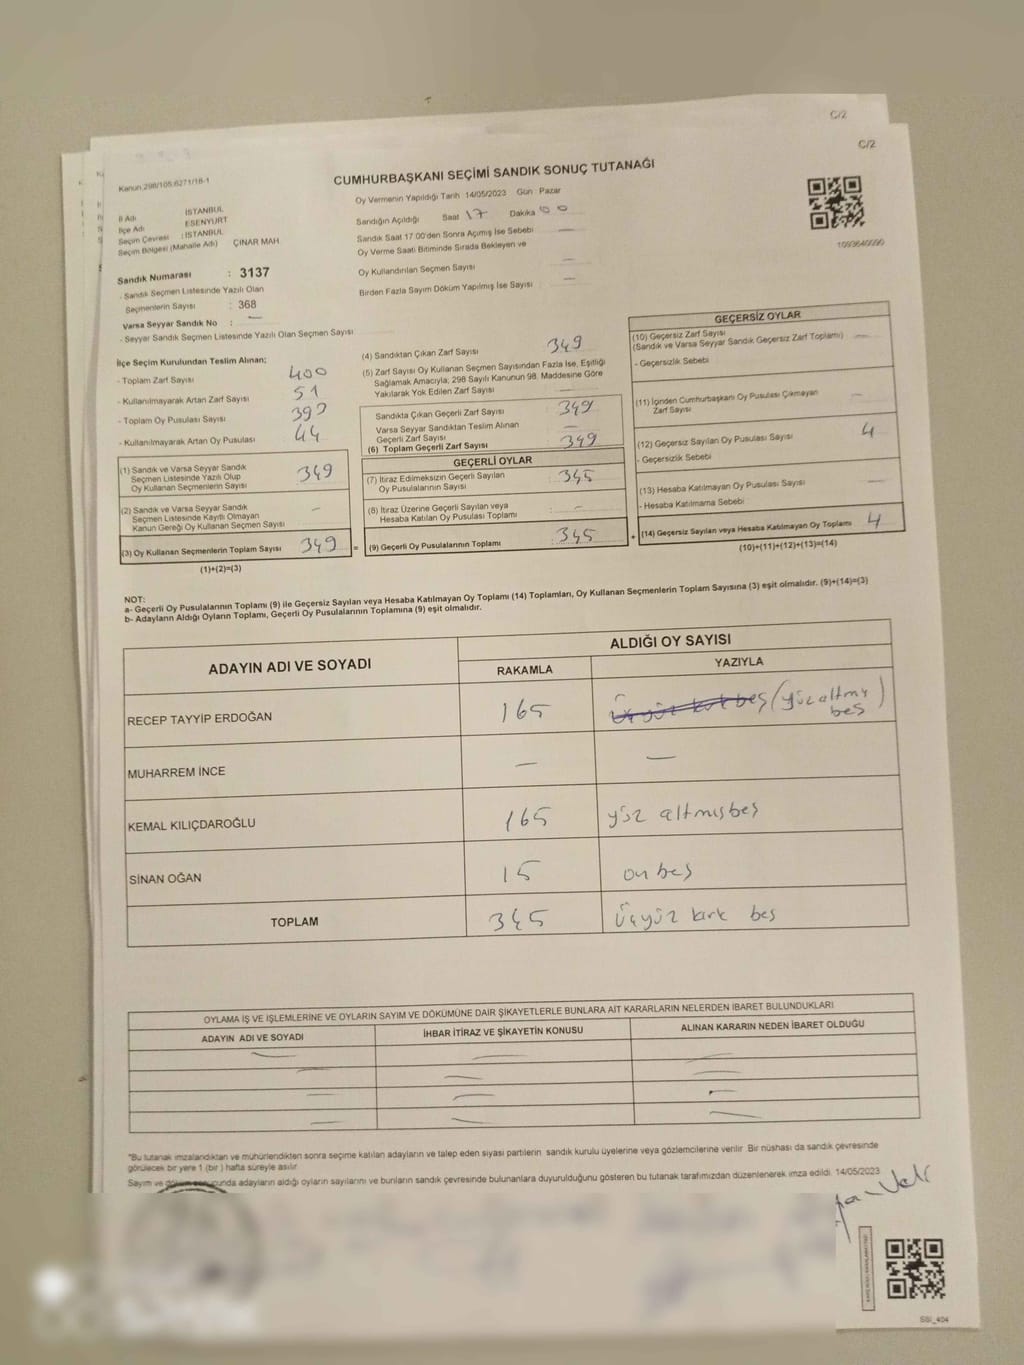 C/2
C/2
Kanun 298/105:6271/18-1
CUMHURBAŞKANI SEÇİMİ SANDIK SONUÇ TUTANAĞI
1093640090
İl Adı : İSTANBUL
İlçe Adı : ESENYURT
Seçim Çevresi : İSTANBUL
Seçim Bölgesi (Mahalle Adı) ÇINAR MAH.
Oy Vermenin Yapıldığı Tarih 14/05/2023 Gün Pazar
Sandığın Açıldığı Saat 17 Dakika 00
Sandık Saat 17.00'den Sonra Açımış İse Sebebi —
Oy Verme Saati Bitiminde Sırada Bekleyen ve
Oy Kullandırılan Seçmen Sayısı —
Birden Fazla Sayım Döküm Yapılmış İse Sayısı : —
Sandık Numarası : 3137
- Sandık Seçmen Listesinde Yazılı Olan
Seçmenlerin Sayısı : 368
Varsa Seyyar Sandık No : —
- Seyyar Sandık Seçmen Listesinde Yazılı Olan Seçmen Sayısı
İlçe Seçim Kurulundan Teslim Alınan;
- Toplam Zarf Sayısı 400
- Kullanılmayarak Artan Zarf Sayısı 51
- Toplam Oy Pusulası Sayısı
- Kullanılmayarak Artan Oy Pusulası 44
(1) Sandık ve Varsa Seyyar Sandık
Seçmen Listesinde Yazılı Olup
Oy Kullanan Seçmenlerin Sayısı 349
(2) Sandık ve Varsa Seyyar Sandık
Seçmen Listesinde Kayıtlı Olmayan
Kanun Gereği Oy Kullanan Seçmen Sayısı —
(3) Oy Kullanan Seçmenlerin Toplam Sayısı 349 =
(1)+(2)=(3)
(4) Sandıktan Çıkan Zarf Sayısı 349
(5) Zarf Sayısı Oy Kullanan Seçmen Sayısından Fazla İse, Eşitliği
Sağlamak Amacıyla; 298 Sayılı Kanunun 98. Maddesine Göre
Yakılarak Yok Edilen Zarf Sayısı —
Sandıkta Çıkan Geçerli Zarf Sayısı 349
Varsa Seyyar Sandıktan Teslim Alınan
Geçerli Zarf Sayısı —
(6) Toplam Geçerli Zarf Sayısı 349
GEÇERLİ OYLAR
(7) İtiraz Edilmeksizin Geçerli Sayılan
Oy Pusulalarının Sayısı 345
(8) İtiraz Üzerine Geçerli Sayılan veya
Hesaba Katılan Oy Pusulası Toplamı : —
(9) Geçerli Oy Pusulalarının Toplamı : 345 +
GEÇERSİZ OYLAR
(10) Geçersiz Zarf Sayısı
(Sandık ve Varsa Seyyar Sandık Geçersiz Zarf Toplamı) —
- Geçersizlik Sebebi
(11) İçinden Cumhurbaşkanı Oy Pusulası Çıkmayan
Zarf Sayısı —
(12) Geçersiz Sayılan Oy Pusulası Sayısı 4
- Geçersizlik Sebebi
(13) Hesaba Katılmayan Oy Pusulası Sayısı —
- Hesaba Katılmama Sebebi
(14) Geçersiz Sayılan veya Hesaba Katılmayan Oy Toplamı 4
(10)+(11)+(12)+(13)=(14)
NOT:
a- Geçerli Oy Pusulalarının Toplamı (9) ile Geçersiz Sayılan veya Hesaba Katılmayan Oy Toplamı (14) Toplamları, Oy Kullanan Seçmenlerin Toplam Sayısına (3) eşit olmalıdır. (9)+(14)=(3)
b- Adayların Aldığı Oyların Toplamı, Geçerli Oy Pusulalarının Toplamına (9) eşit olmalıdır.
ADAYIN ADI VE SOYADI
ALDIĞI OY SAYISI
RAKAMLA YAZIYLA
RECEP TAYYİP ERDOĞAN 165 Üçyüz kırk beş (yüz altmış beş)
MUHARREM İNCE — —
KEMAL KILIÇDAROĞLU 165 yüz altmışbeş
SİNAN OĞAN 15 on beş
TOPLAM 345 Üçyüz kırk beş
OYLAMA İŞ VE İŞLEMLERİNE VE OYLARIN SAYIM VE DÖKÜMÜNE DAİR ŞİKAYETLERLE BUNLARA AİT KARARLARIN NELERDEN İBARET BULUNDUKLARI
ADAYIN ADI VE SOYADI İHBAR İTİRAZ VE ŞİKAYETİN KONUSU ALINAN KARARIN NEDEN İBARET OLDUĞU
"Bu tutanak imzalandıktan ve mühürlendikten sonra seçime katılan adayların ve talep eden siyasi partilerin sandık kurulu üyelerine veya gözlemcilerine verilir. Bir nüshası da sandık çevresinde
görülecek bir yere 1 (bir ) hafta süreyle asılır.
Sayım ve döküm sonucunda adayların aldığı oyların sayılarını ve bunların sandık çevresinde bulunanlara duyurulduğunu gösteren bu tutanak tarafımızdan düzenlenerek imza edildi. 14/05/2023
SSI_404